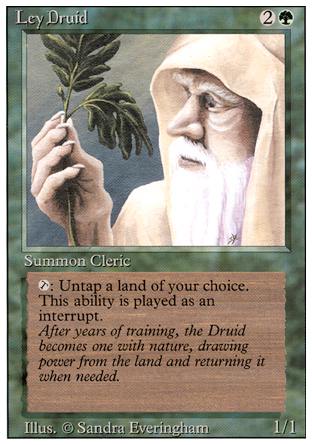 Ley Druid 2
Summon Cleric
: Untap a land of your choice.
This ability is played as an
interrupt.
After years of training, the Druid
becomes one with nature, drawing
power from the land and returning it
when needed.
Illus. © Sandra Everingham 1/1